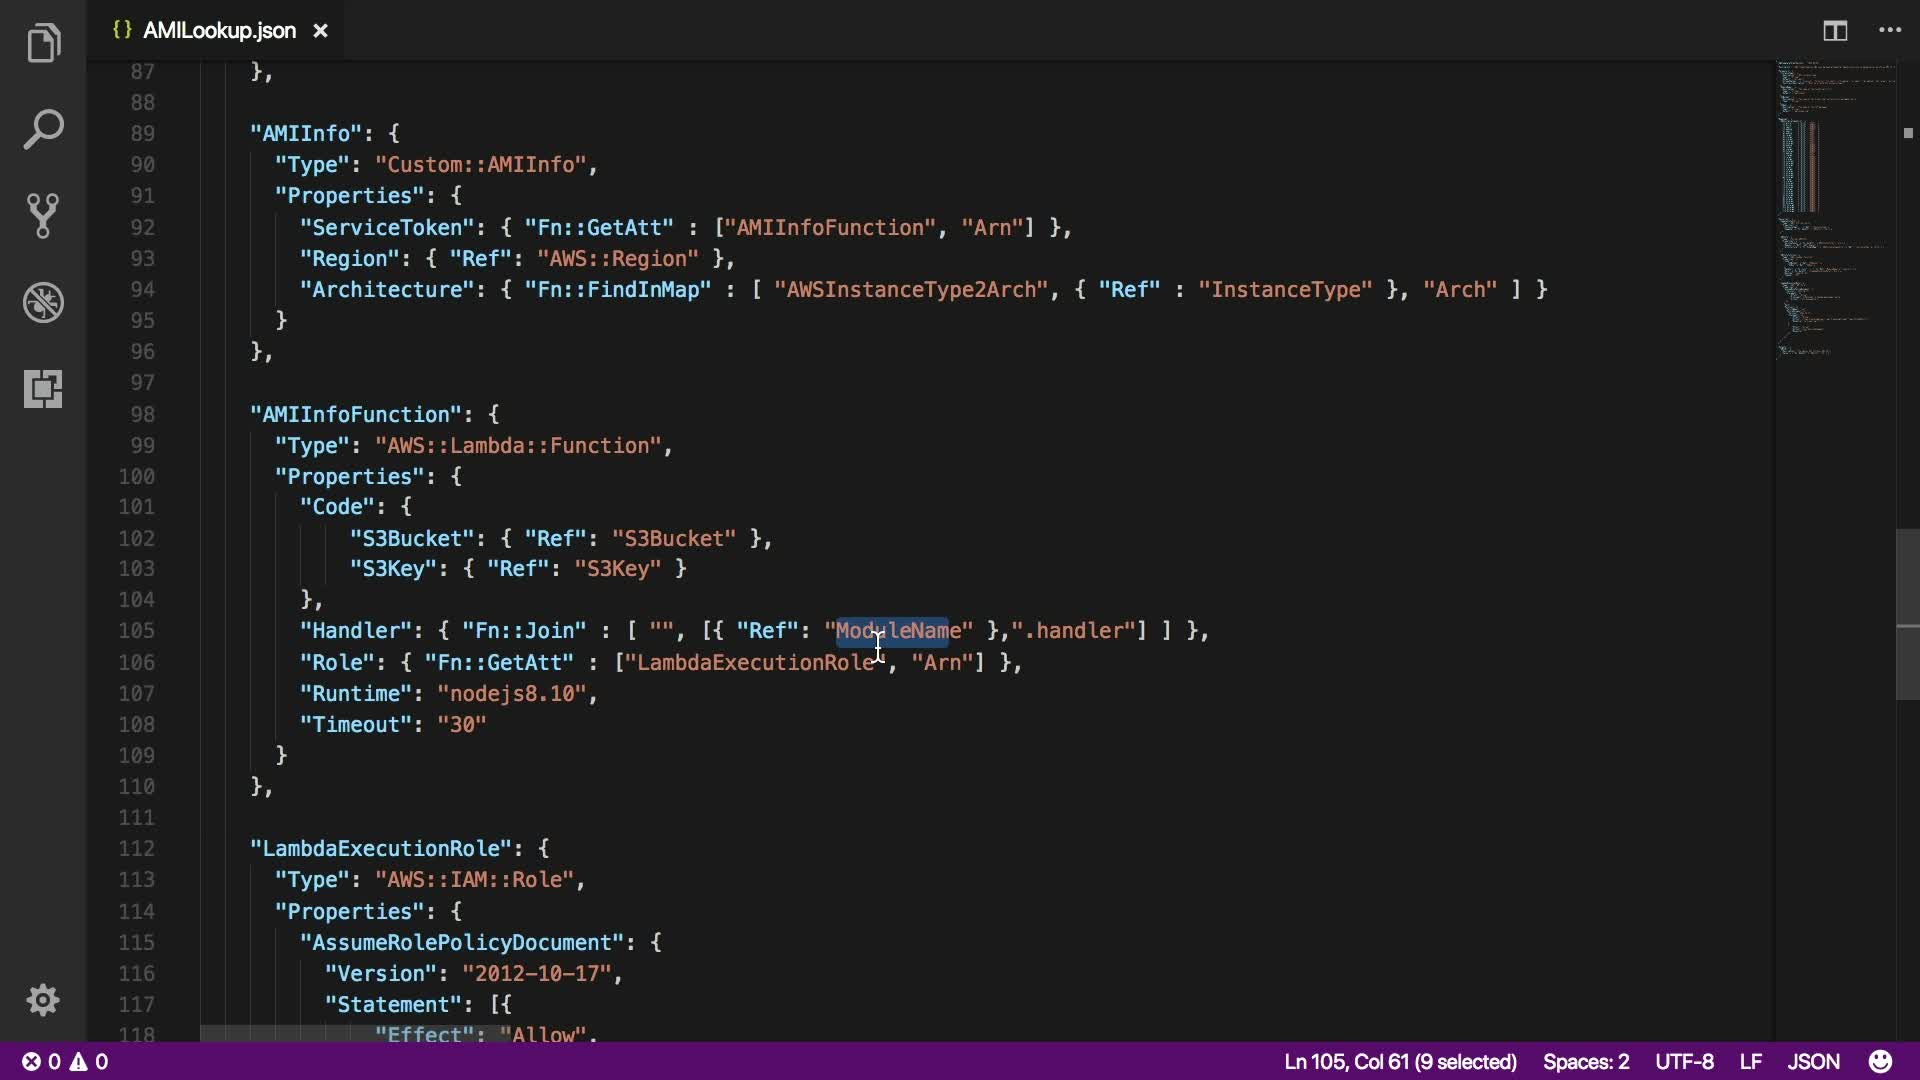 {} AMILookup.json ×
87 },
88
89 "AMIInfo": {
90 "Type": "Custom::AMIInfo",
91 "Properties": {
92 "ServiceToken": { "Fn::GetAtt" : ["AMIInfoFunction", "Arn"] },
93 "Region": { "Ref": "AWS::Region" },
94 "Architecture": { "Fn::FindInMap" : [ "AWSInstanceType2Arch", { "Ref" : "InstanceType" }, "Arch" ] }
95 }
96 },
97
98 "AMIInfoFunction": {
99 "Type": "AWS::Lambda::Function",
100 "Properties": {
101 "Code": {
102 "S3Bucket": { "Ref": "S3Bucket" },
103 "S3Key": { "Ref": "S3Key" }
104 },
105 "Handler": { "Fn::Join" : [ "", [{ "Ref": "ModuleName" },".handler"] ] },
106 "Role": { "Fn::GetAtt" : ["LambdaExecutionRole", "Arn"] },
107 "Runtime": "nodejs8.10",
108 "Timeout": "30"
109 }
110 },
111
112 "LambdaExecutionRole": {
113 "Type": "AWS::IAM::Role",
114 "Properties": {
115 "AssumeRolePolicyDocument": {
116 "Version": "2012-10-17",
117 "Statement": [{
118 "Effect": "Allow",
0 0 Ln 105, Col 61 (9 selected) Spaces: 2 UTF-8 LF JSON